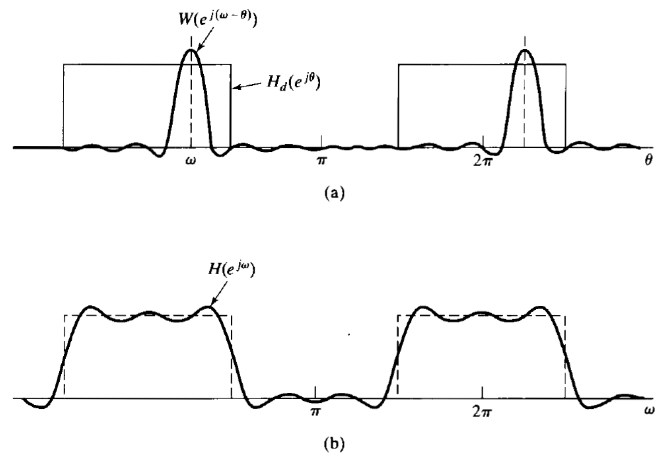 W(e^{j(ω-θ)})
H_d(e^{jθ})
ω π 2π θ
(a)
H(e^{jω})
π 2π ω
(b)